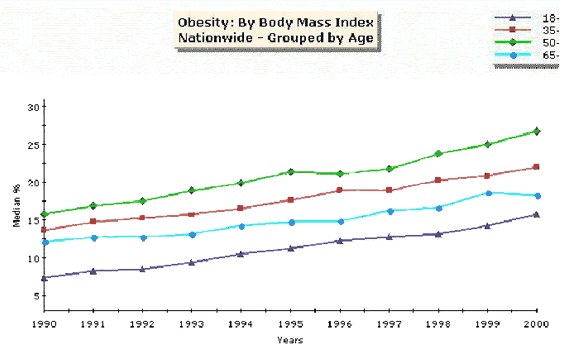 Obesity: By Body Mass Index
Nationwide - Grouped by Age
18-
35-
50-
65-
Median %
30
25
20
15
10
5
1990 1991 1992 1993 1994 1995 1996 1997 1998 1999 2000
Years